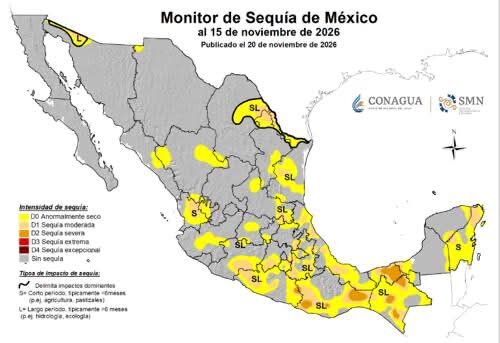 Monitor de Sequía de México
al 15 de noviembre de 2026
Publicado el 20 de noviembre de 2026
CONAGUA
SMN
N
L
SL
SL
S
SL
SL
SL
SL
SL
SL
SL
S
Intensidad de sequía:
D0 Anormalmente seco
D1 Sequía moderada
D2 Sequía severa
D3 Sequía extrema
D4 Sequía excepcional
Sin sequía
Tipos de impacto de sequía:
Delimita impactos dominantes
S= Corto periodo, típicamente <6 meses
(p.ej. agricultura, pastizales)
L= Largo periodo, típicamente >6 meses
(p.ej. hidrología, ecología)